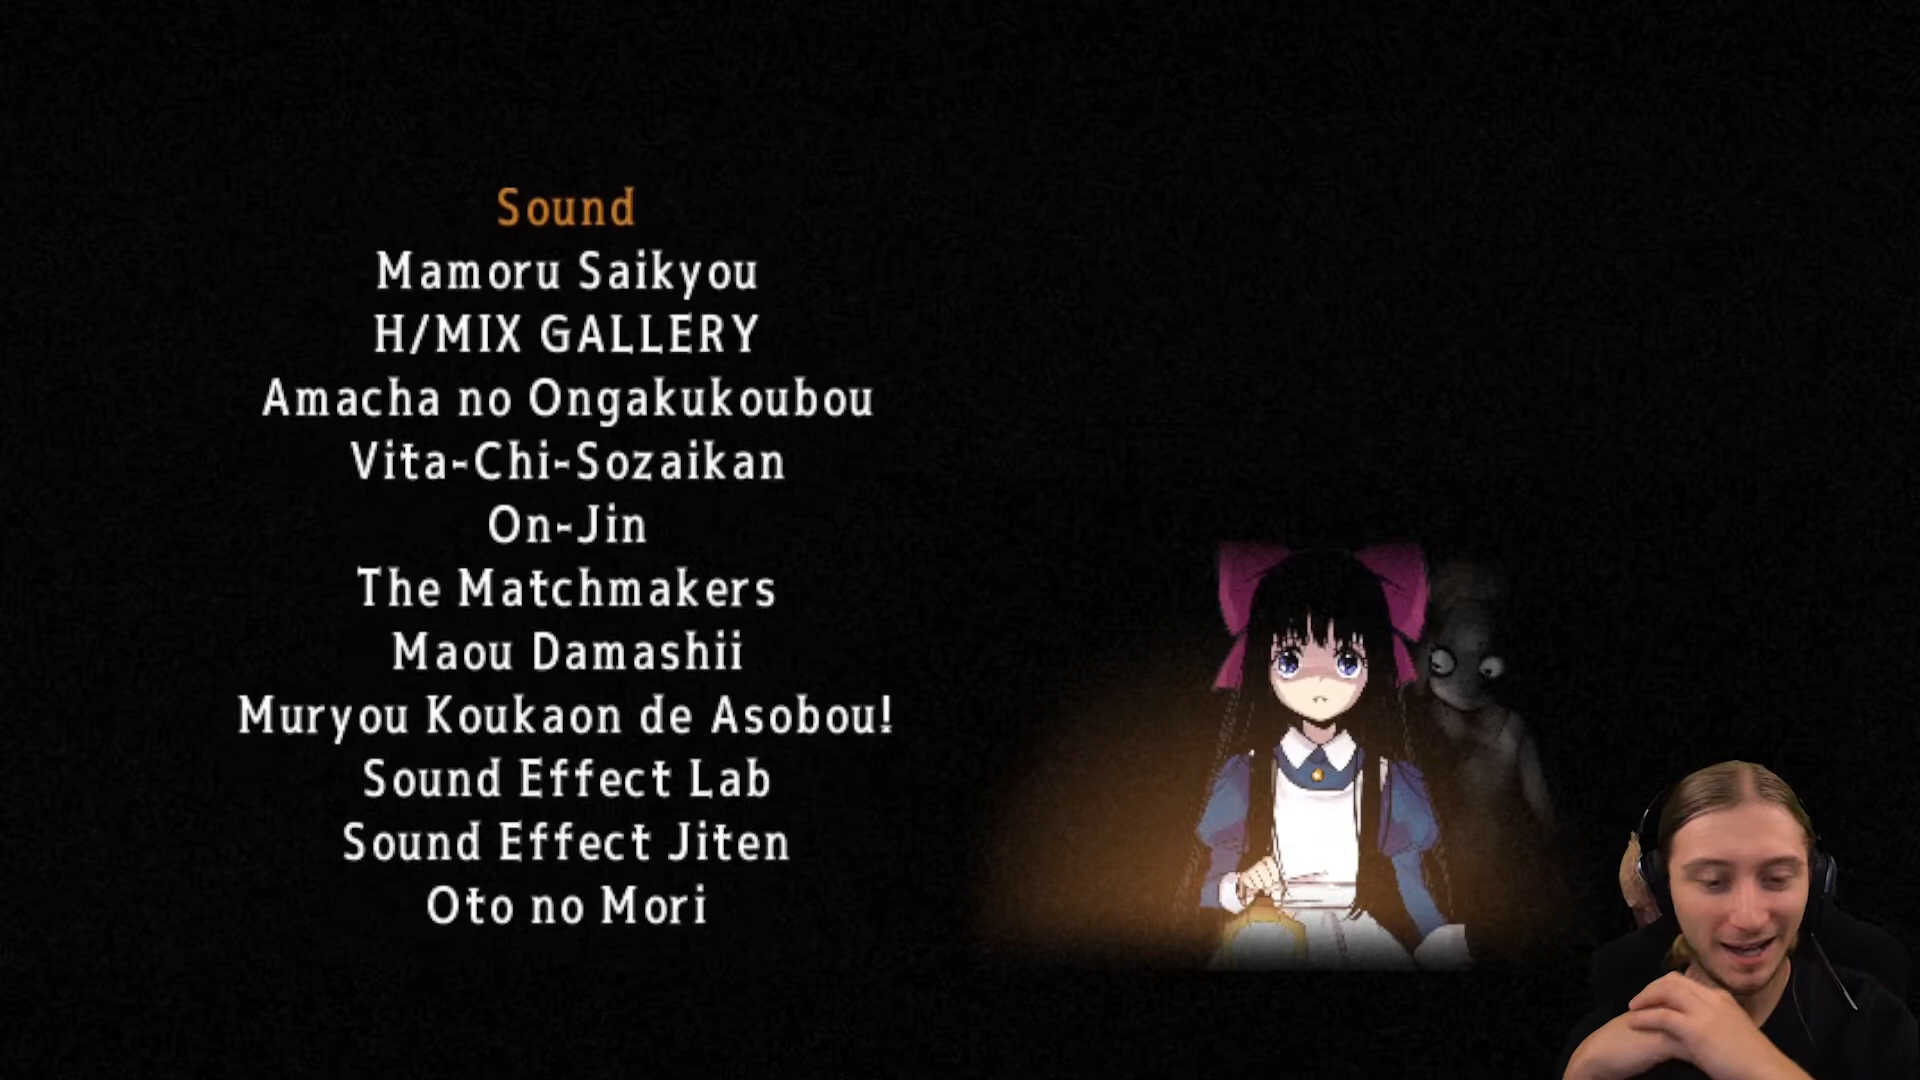 Sound
Mamoru Saikyou
H/MIX GALLERY
Amacha no Ongakukoubou
Vita-Chi-Sozaikan
On-Jin
The Matchmakers
Maou Damashii
Muryou Koukaon de Asobou!
Sound Effect Lab
Sound Effect Jiten
Oto no Mori